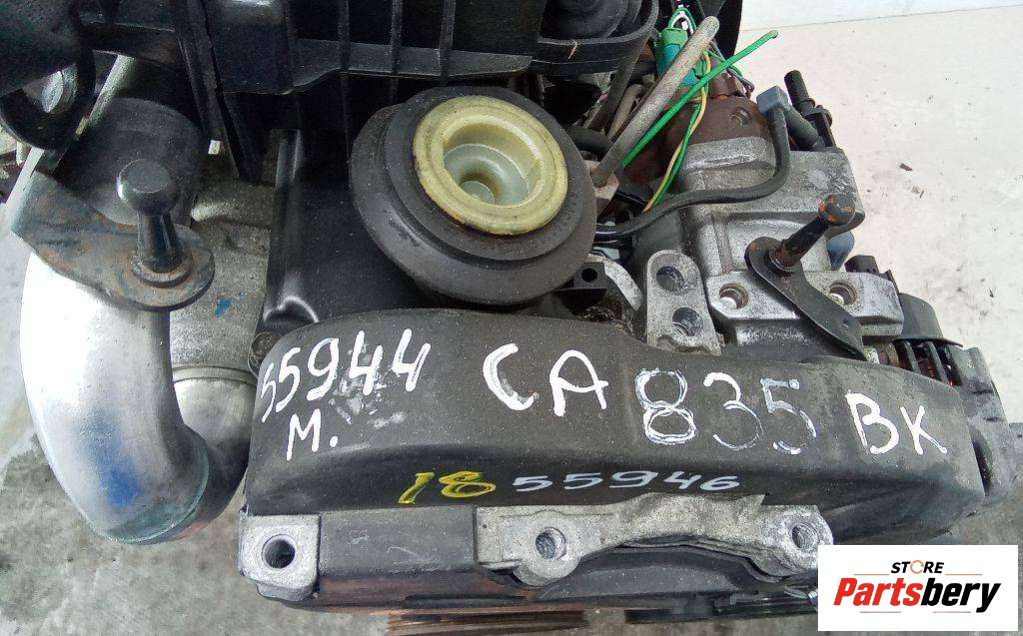 55944 CA 835 BK
M.
18 55946
STORE
Partsbery